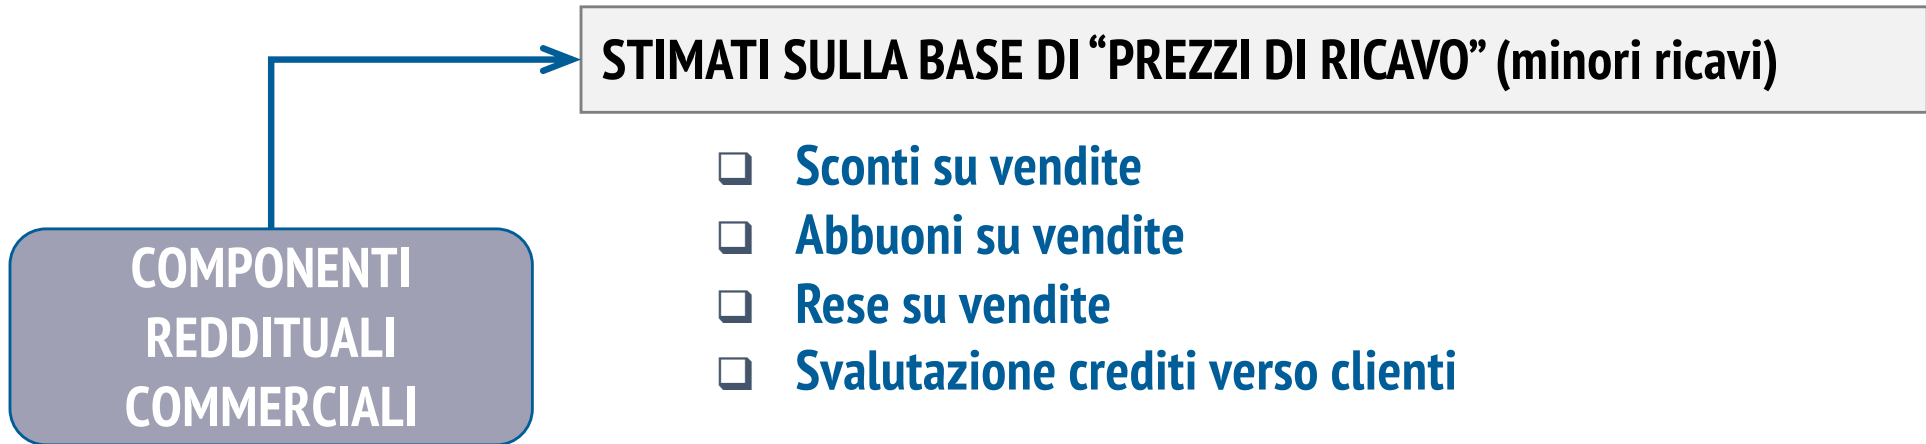 STIMATI SULLA BASE DI “PREZZI DI RICAVO” (minori ricavi)
❑ Sconti su vendite
❑ Abbuoni su vendite
❑ Rese su vendite
❑ Svalutazione crediti verso clienti
COMPONENTI
REDDITUALI
COMMERCIALI